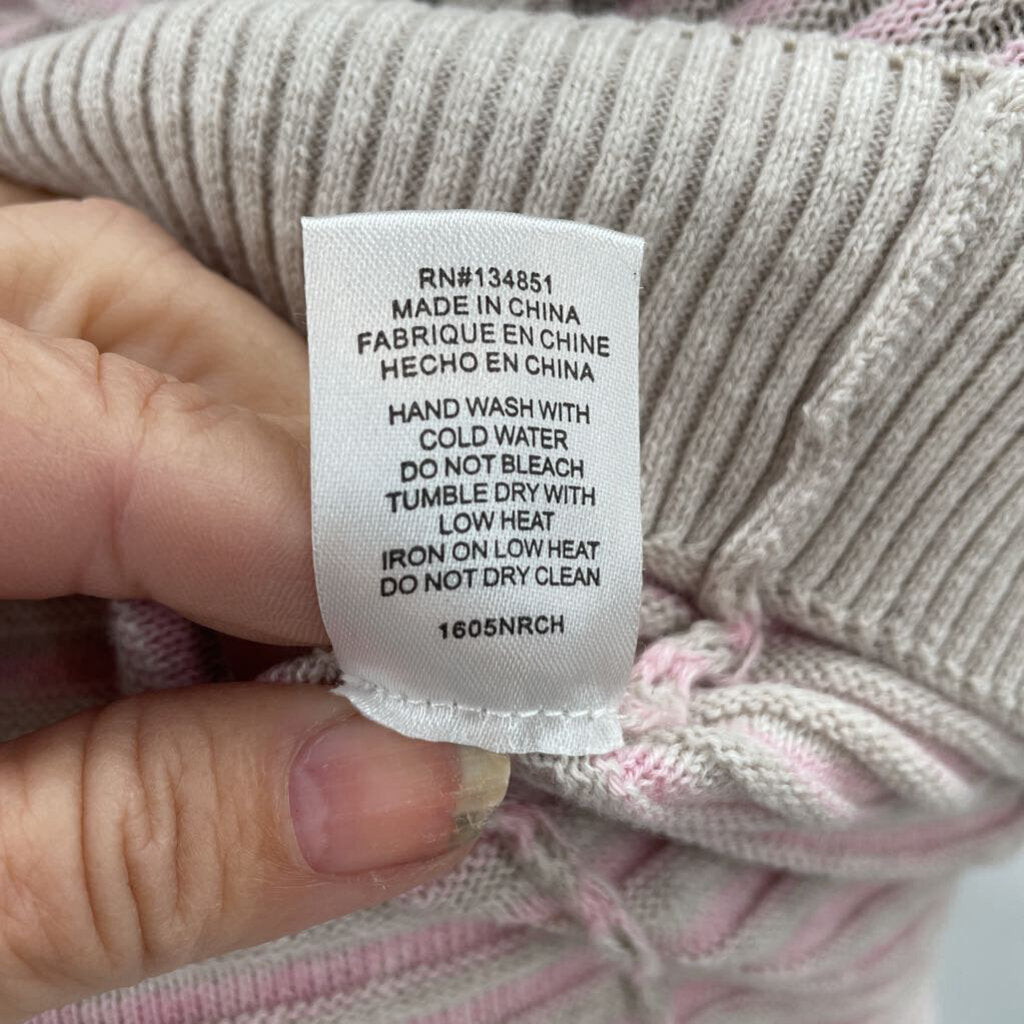 RN#134851
MADE IN CHINA
FABRIQUE EN CHINE
HECHO EN CHINA
HAND WASH WITH
COLD WATER
DO NOT BLEACH
TUMBLE DRY WITH
LOW HEAT
IRON ON LOW HEAT
DO NOT DRY CLEAN
1605NRCH